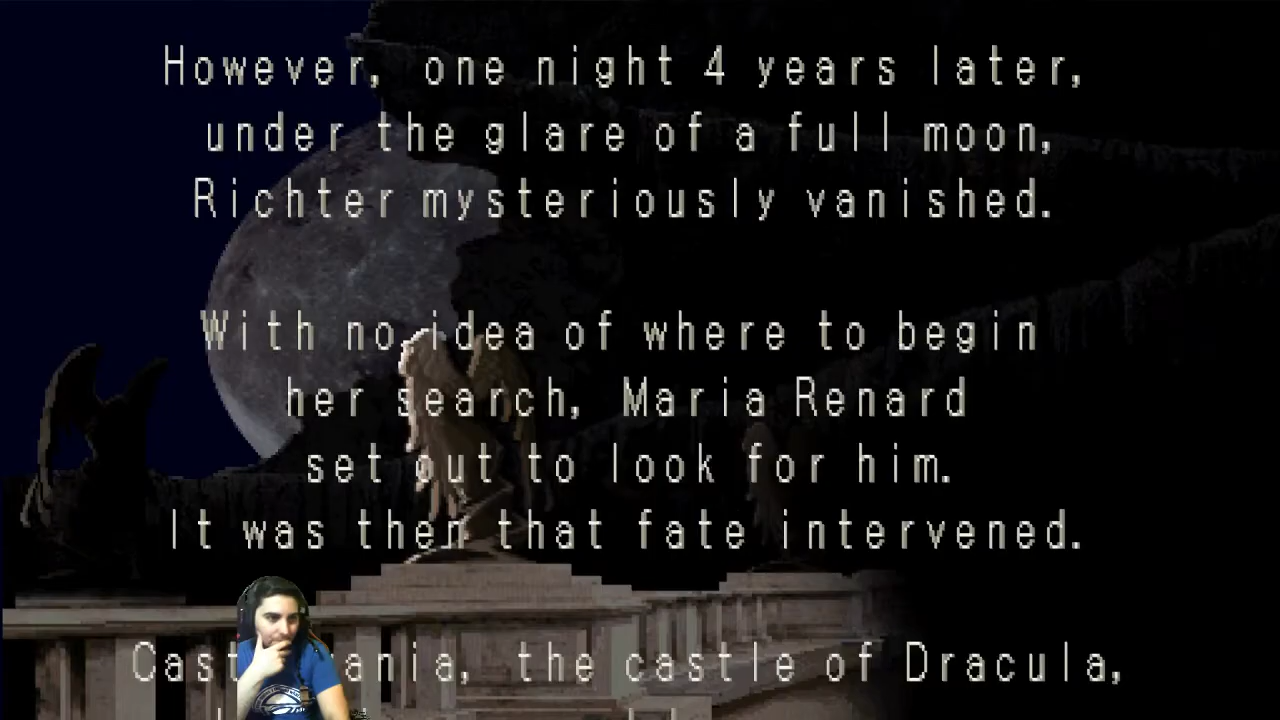 However, one night 4 years later,
under the glare of a full moon,
Richter mysteriously vanished.
With no idea of where to begin
her search, Maria Renard
set out to look for him.
It was then that fate intervened.
the castle of Dracula,